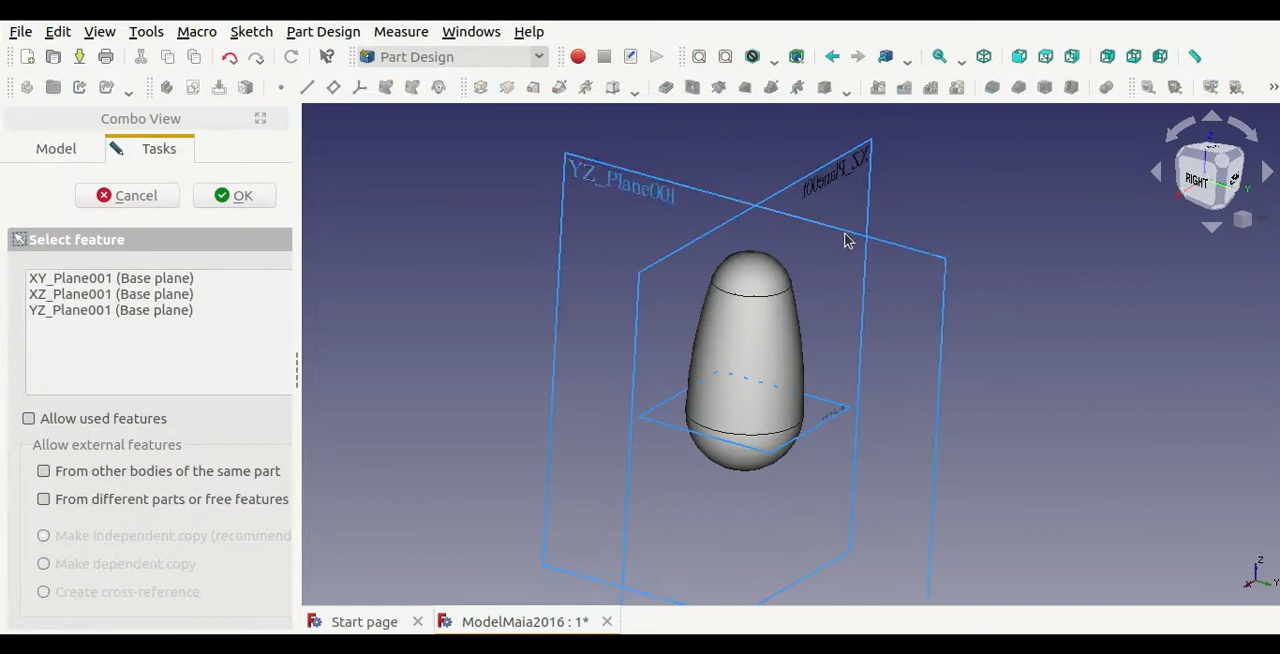 File Edit View Tools Macro Sketch Part Design Measure Windows Help
Part Design
Combo View
Model Tasks
Cancel OK
Select feature
XY_Plane001 (Base plane)
XZ_Plane001 (Base plane)
YZ_Plane001 (Base plane)
Allow used features
Allow external features
From other bodies of the same part
From different parts or free features
Make independent copy (recommend
Make dependent copy
Create cross-reference
YZ_Plane001
XZ_Plane001
RIGHT
Z
Y
Z
Y
X
Start page
ModelMaia2016 : 1*